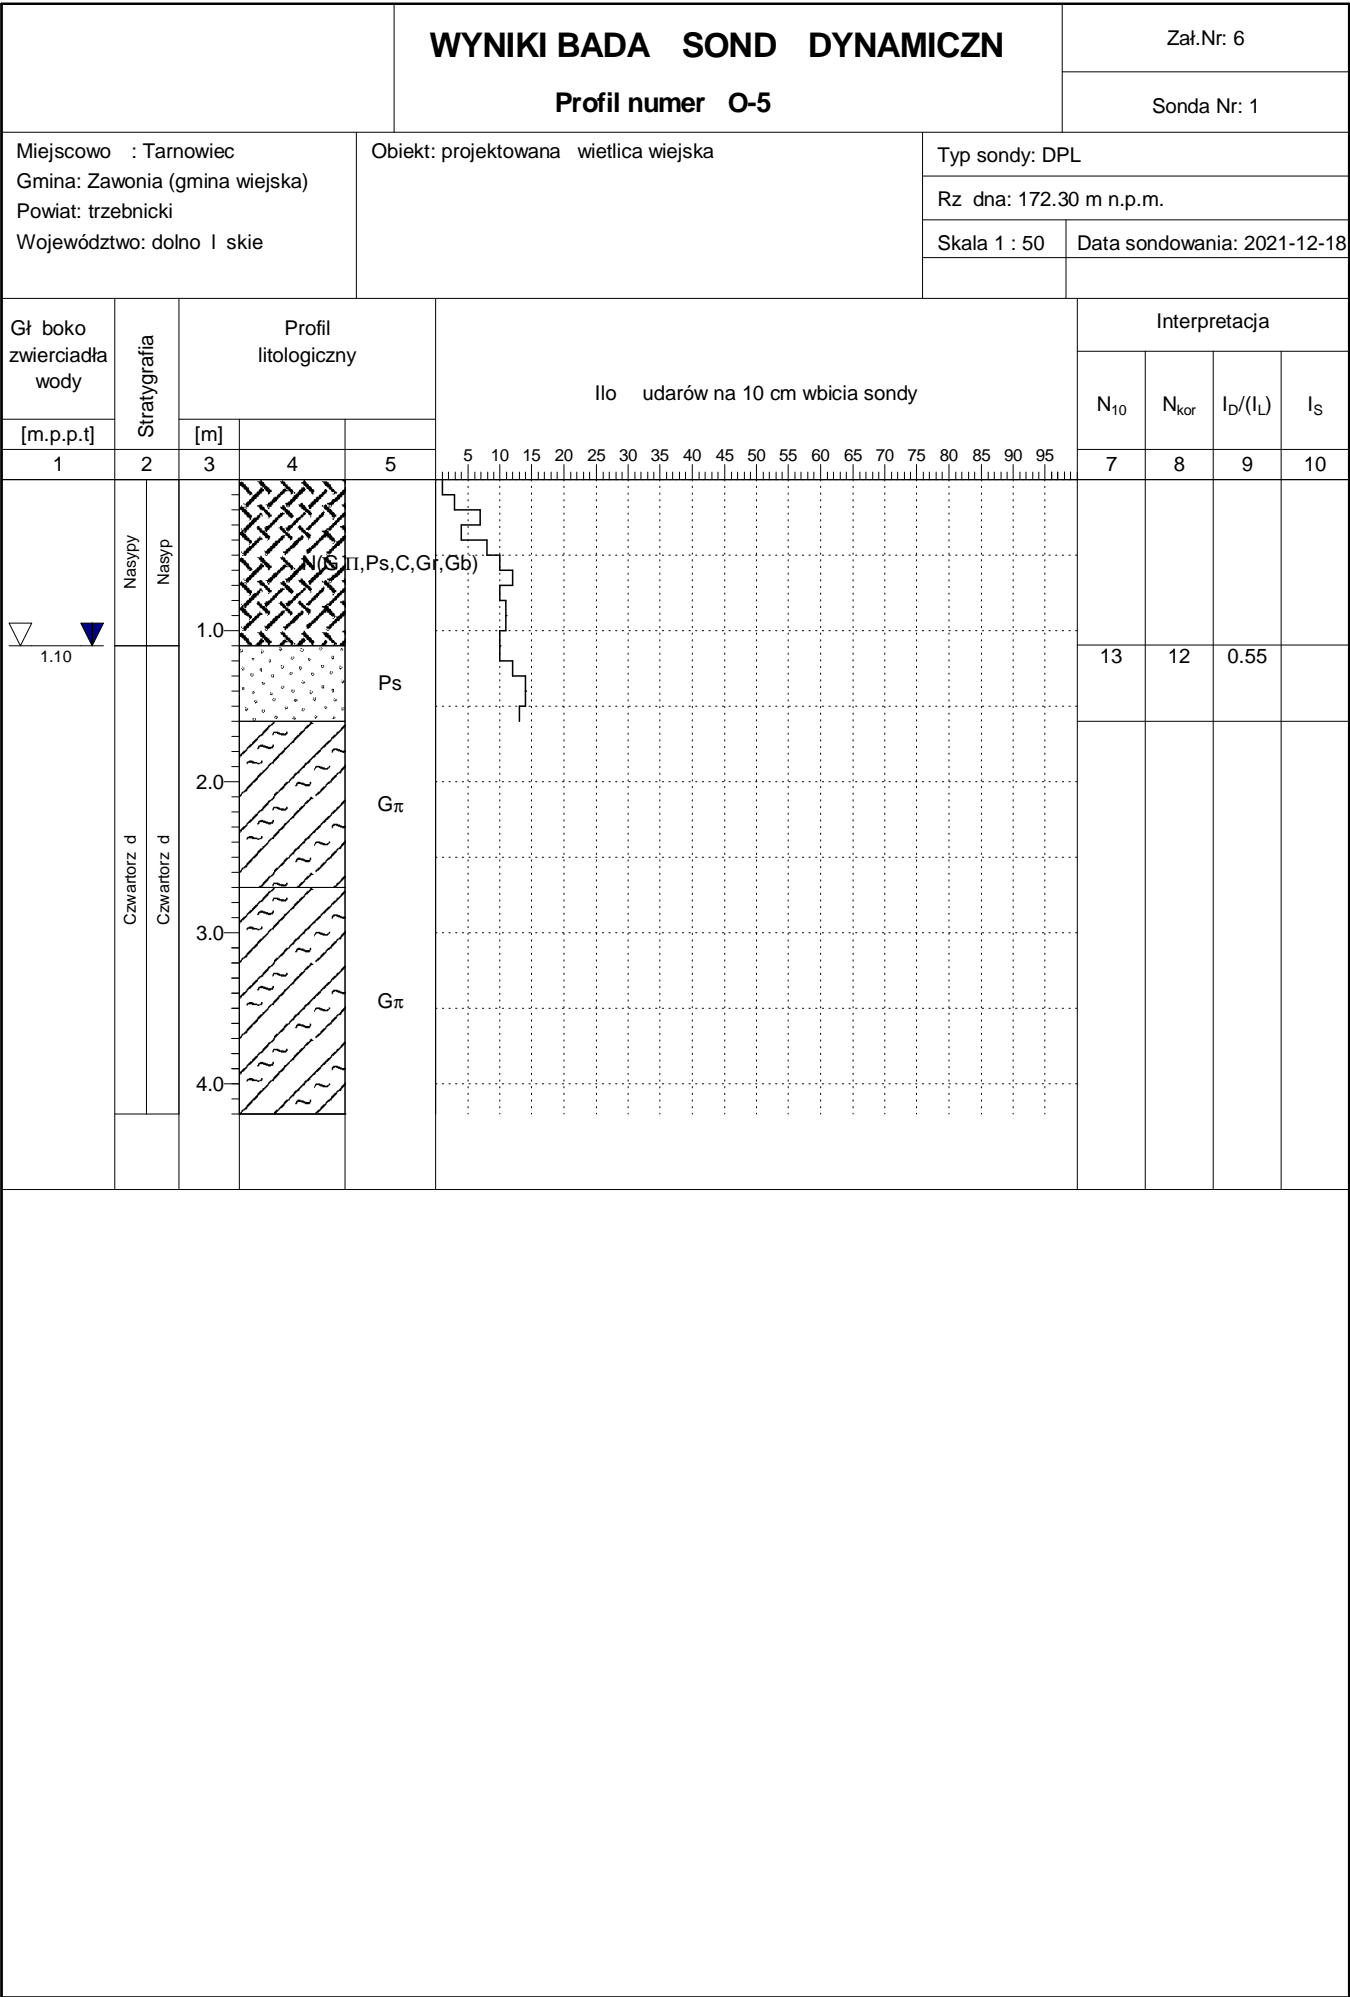 WYNIKI BADA SOND DYNAMICZN
Profil numer O-5
Zał.Nr: 6
Sonda Nr: 1
Miejscowo : Tarnowiec
Gmina: Zawonia (gmina wiejska)
Powiat: trzebnicki
Województwo: dolno l skie
Obiekt: projektowana wietlica wiejska
Typ sondy: DPL
Rz dna: 172.30 m n.p.m.
Skala 1 : 50 Data sondowania: 2021-12-18
Gł boko
zwierciadła
wody
[m.p.p.t]
Stratygrafia
Profil
litologiczny
[m]
Ilo udarów na 10 cm wbicia sondy
Interpretacja
N10 Nkor ID/(IL) IS
5 10 15 20 25 30 35 40 45 50 55 60 65 70 75 80 85 90 95
1 2 3 4 5 7 8 9 10
Nasypy
Nasyp
N(G,Π,Ps,C,Gr,Gb)
1.0
1.10
13 12 0.55
Ps
2.0
Gπ
Czwartorz d
Czwartorz d
3.0
Gπ
4.0